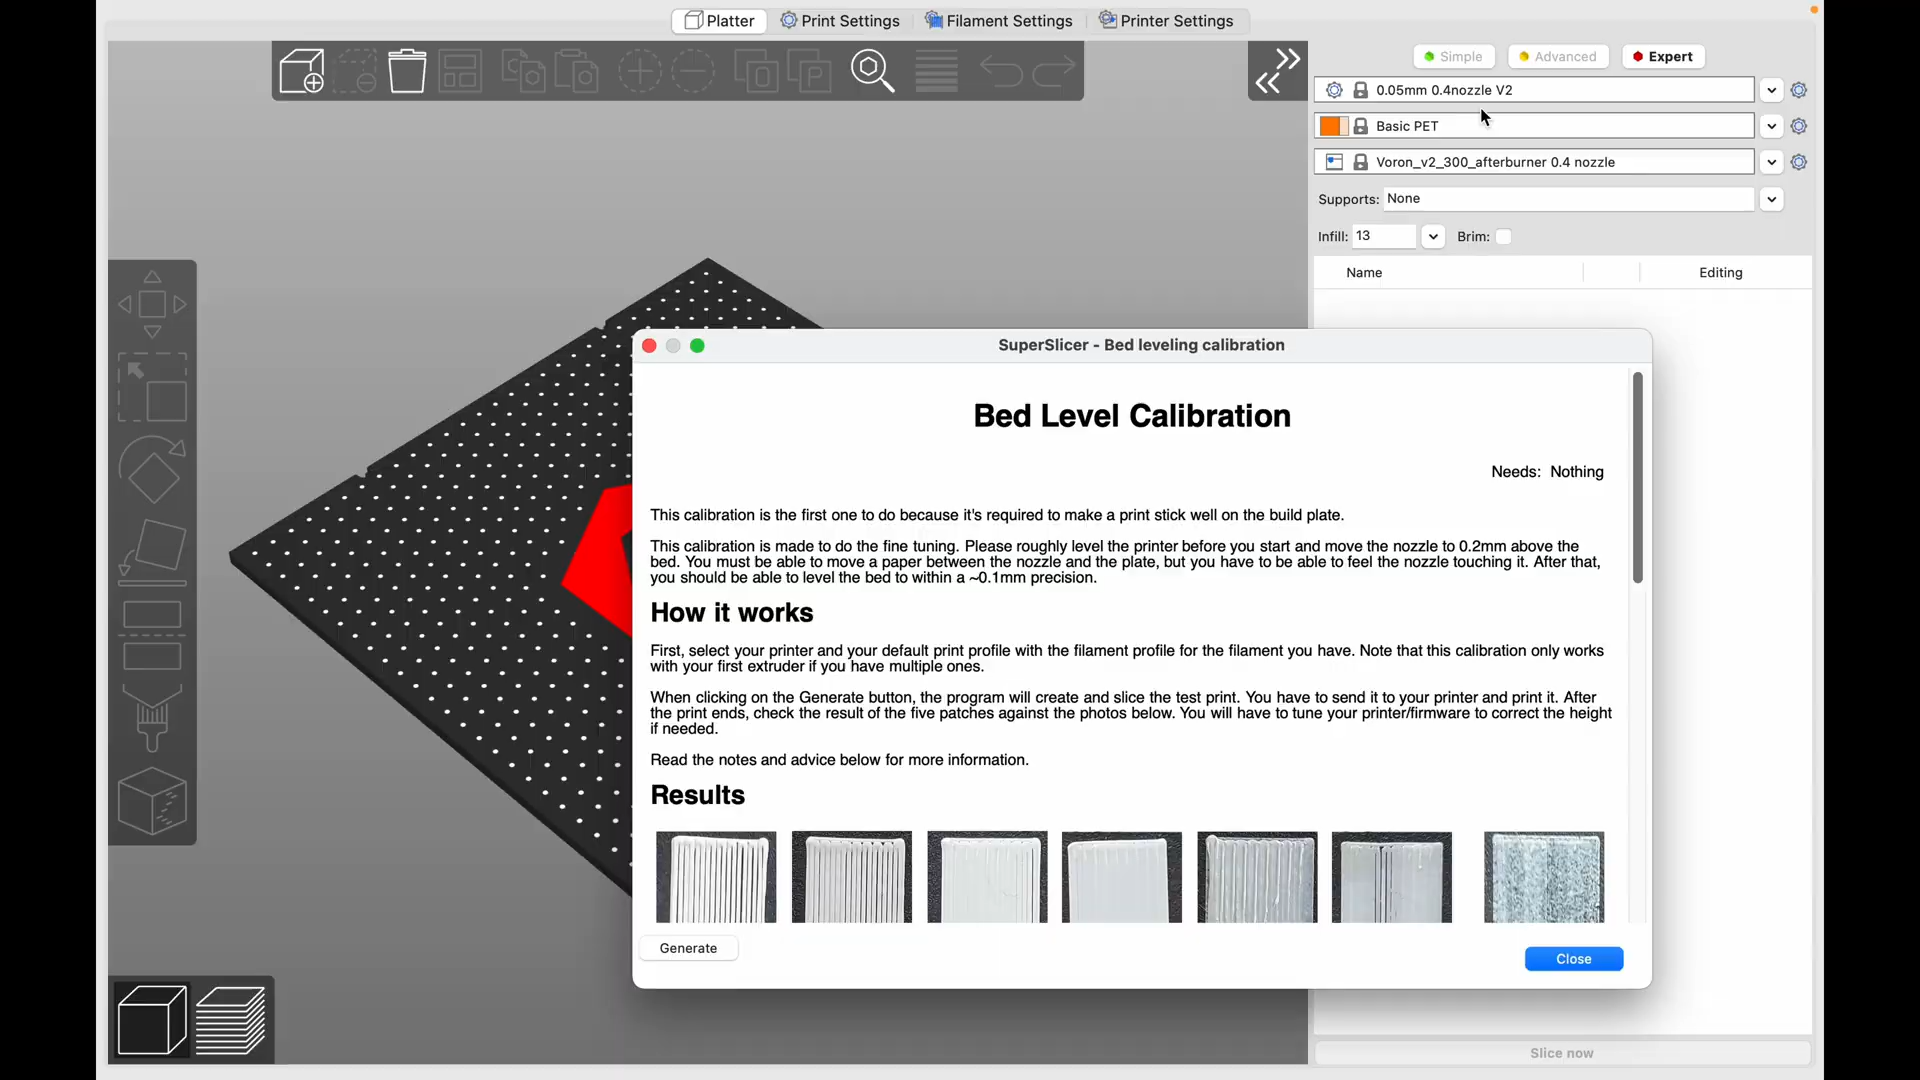 Platter
Print Settings
Filament Settings
Printer Settings
Simple
Advanced
Expert
0.05mm 0.4nozzle V2
Basic PET
Voron_v2_300_afterburner 0.4 nozzle
Supports: None
Infill: 13
Brim:
Name
Editing
SuperSlicer - Bed leveling calibration
Bed Level Calibration
Needs: Nothing
This calibration is the first one to do because it's required to make a print stick well on the build plate.
This calibration is made to do the fine tuning. Please roughly level the printer before you start and move the nozzle to 0.2mm above the
bed. You must be able to move a paper between the nozzle and the plate, but you have to be able to feel the nozzle touching it. After that,
you should be able to level the bed to within a ~0.1mm precision.
How it works
First, select your printer and your default print profile with the filament profile for the filament you have. Note that this calibration only works
with your first extruder if you have multiple ones.
When clicking on the Generate button, the program will create and slice the test print. You have to send it to your printer and print it. After
the print ends, check the result of the five patches against the photos below. You will have to tune your printer/firmware to correct the height
if needed.
Read the notes and advice below for more information.
Results
Generate
Close
Slice now